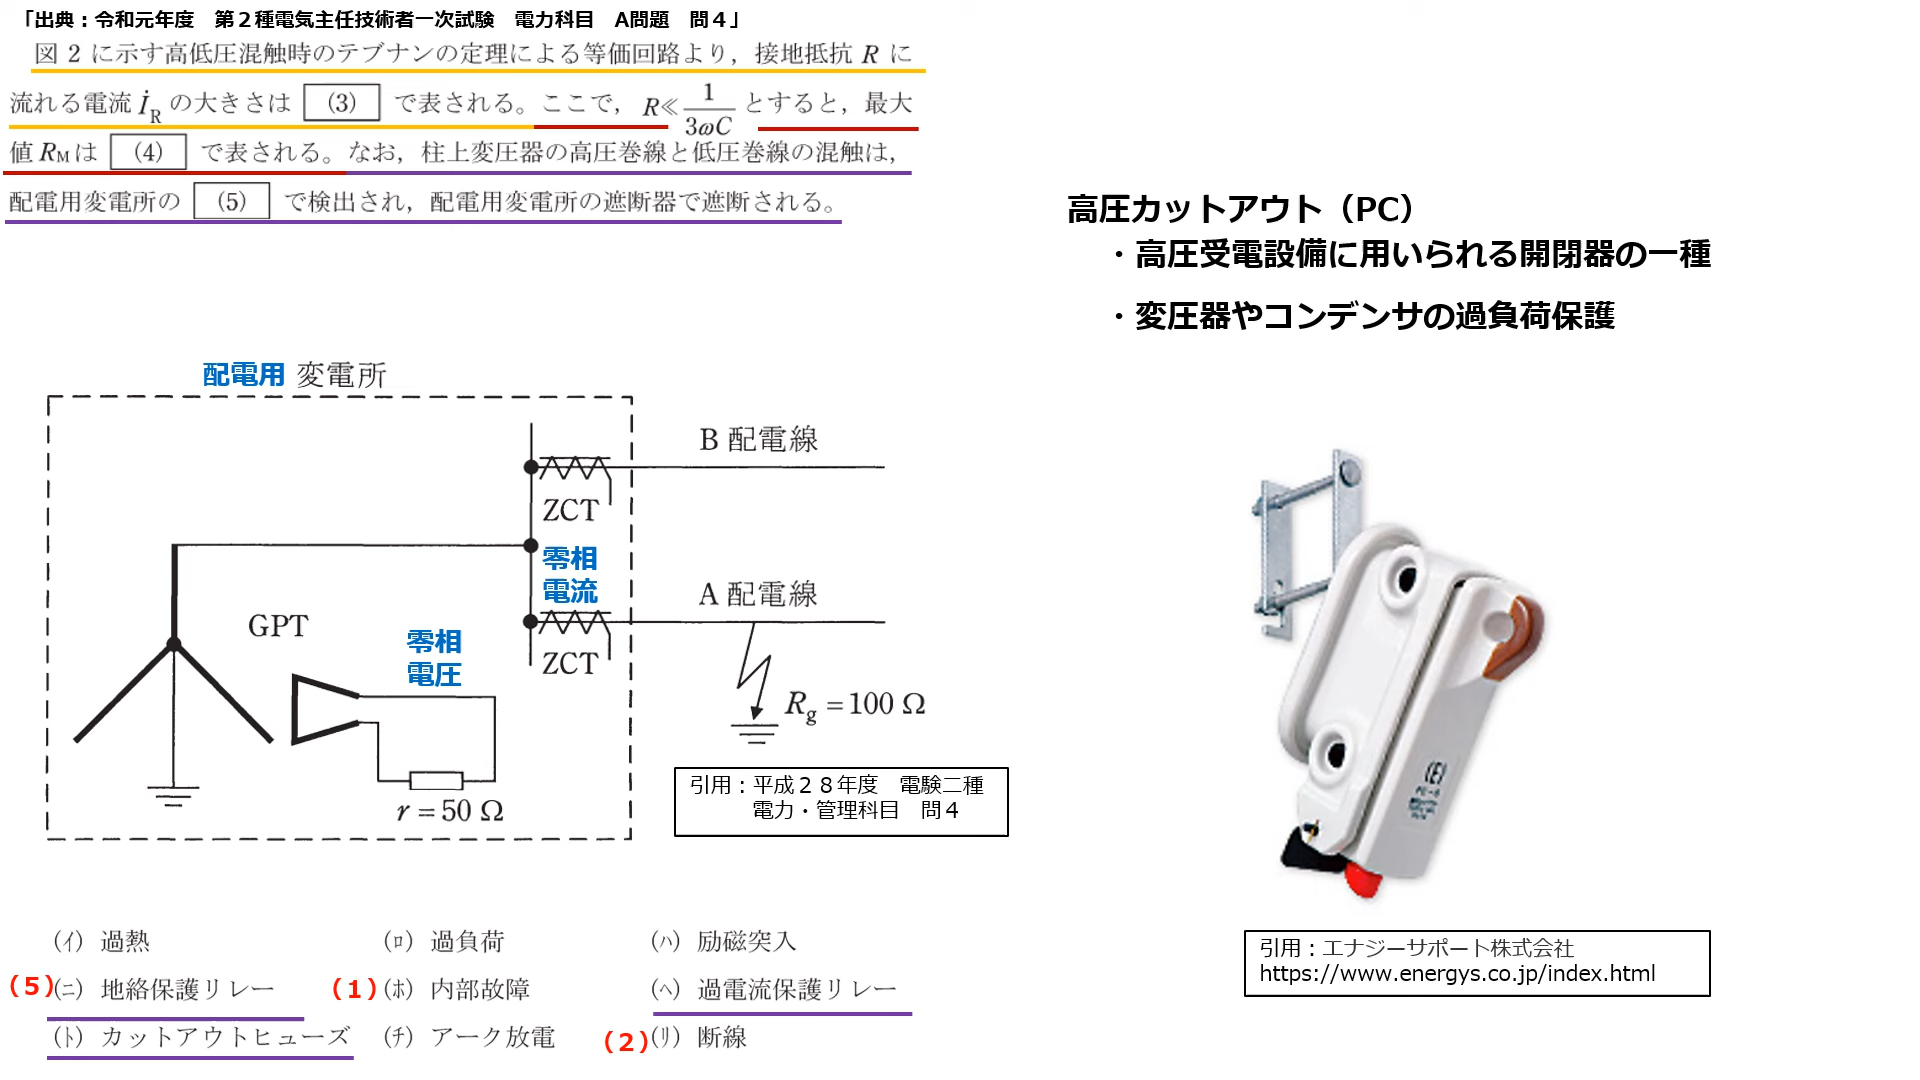 「出典：令和元年度　第２種電気主任技術者一次試験　電力科目　A問題　問４」
図 2 に示す高低圧混触時のテブナンの定理による等価回路より，接地抵抗 R に
流れる電流 İR の大きさは (3) で表される。ここで，R≪1/3ωC とすると，最大
値 RM は (4) で表される。なお，柱上変圧器の高圧巻線と低圧巻線の混触は，
配電用変電所の (5) で検出され，配電用変電所の遮断器で遮断される。
高圧カットアウト（PC）
・高圧受電設備に用いられる開閉器の一種
・変圧器やコンデンサの過負荷保護
配電用 変電所
B 配電線
ZCT
零相
電流
A 配電線
ZCT
GPT
零相
電圧
Rg = 100 Ω
r = 50 Ω
引用：平成２８年度　電験二種
電力・管理科目　問４
(E)
引用：エナジーサポート株式会社
https://www.energys.co.jp/index.html
(ｲ) 過熱
(ﾛ) 過負荷
(ﾊ) 励磁突入
（5）(ﾆ) 地絡保護リレー
（1）(ﾎ) 内部故障
(ﾍ) 過電流保護リレー
(ﾄ) カットアウトヒューズ
(ﾁ) アーク放電
（2）(ﾘ) 断線